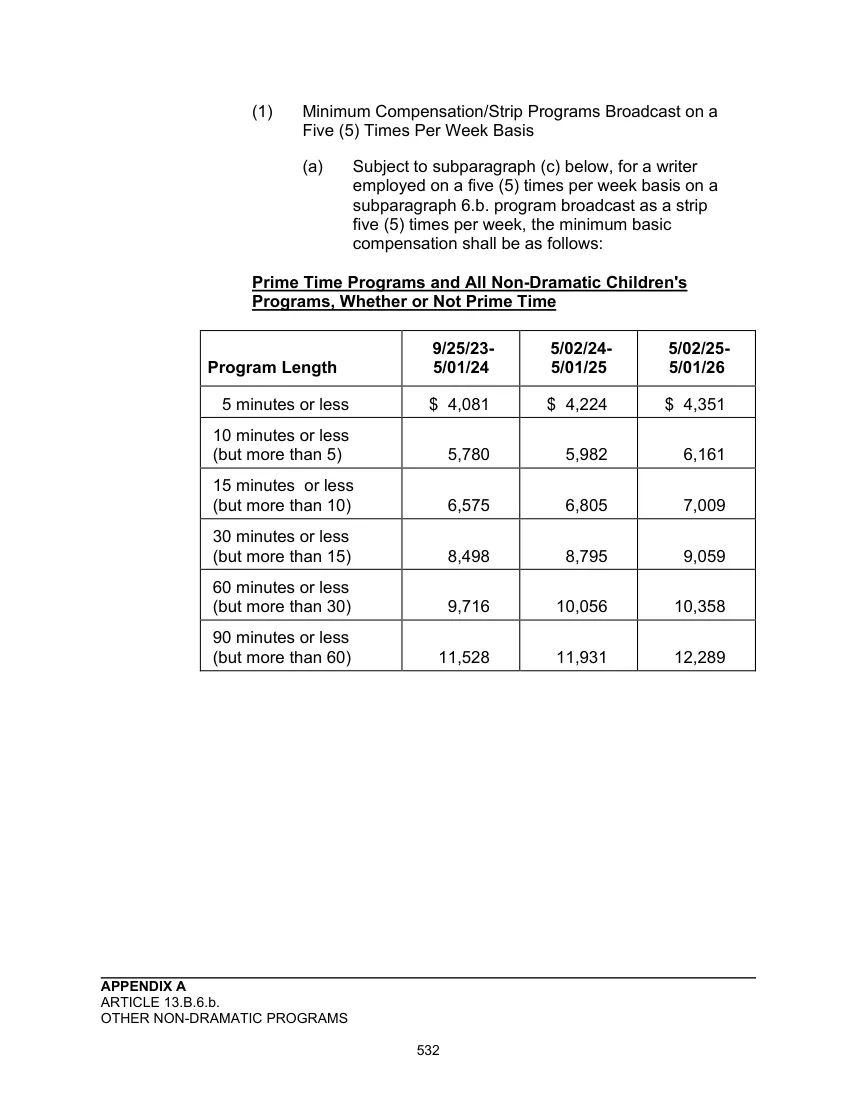 (1) Minimum Compensation/Strip Programs Broadcast on a
Five (5) Times Per Week Basis
(a) Subject to subparagraph (c) below, for a writer
employed on a five (5) times per week basis on a
subparagraph 6.b. program broadcast as a strip
five (5) times per week, the minimum basic
compensation shall be as follows:
Prime Time Programs and All Non-Dramatic Children's
Programs, Whether or Not Prime Time
9/25/23- 5/02/24- 5/02/25-
Program Length 5/01/24 5/01/25 5/01/26
5 minutes or less $ 4,081 $ 4,224 $ 4,351
10 minutes or less
(but more than 5) 5,780 5,982 6,161
15 minutes or less
(but more than 10) 6,575 6,805 7,009
30 minutes or less
(but more than 15) 8,498 8,795 9,059
60 minutes or less
(but more than 30) 9,716 10,056 10,358
90 minutes or less
(but more than 60) 11,528 11,931 12,289
APPENDIX A
ARTICLE 13.B.6.b.
OTHER NON-DRAMATIC PROGRAMS
532